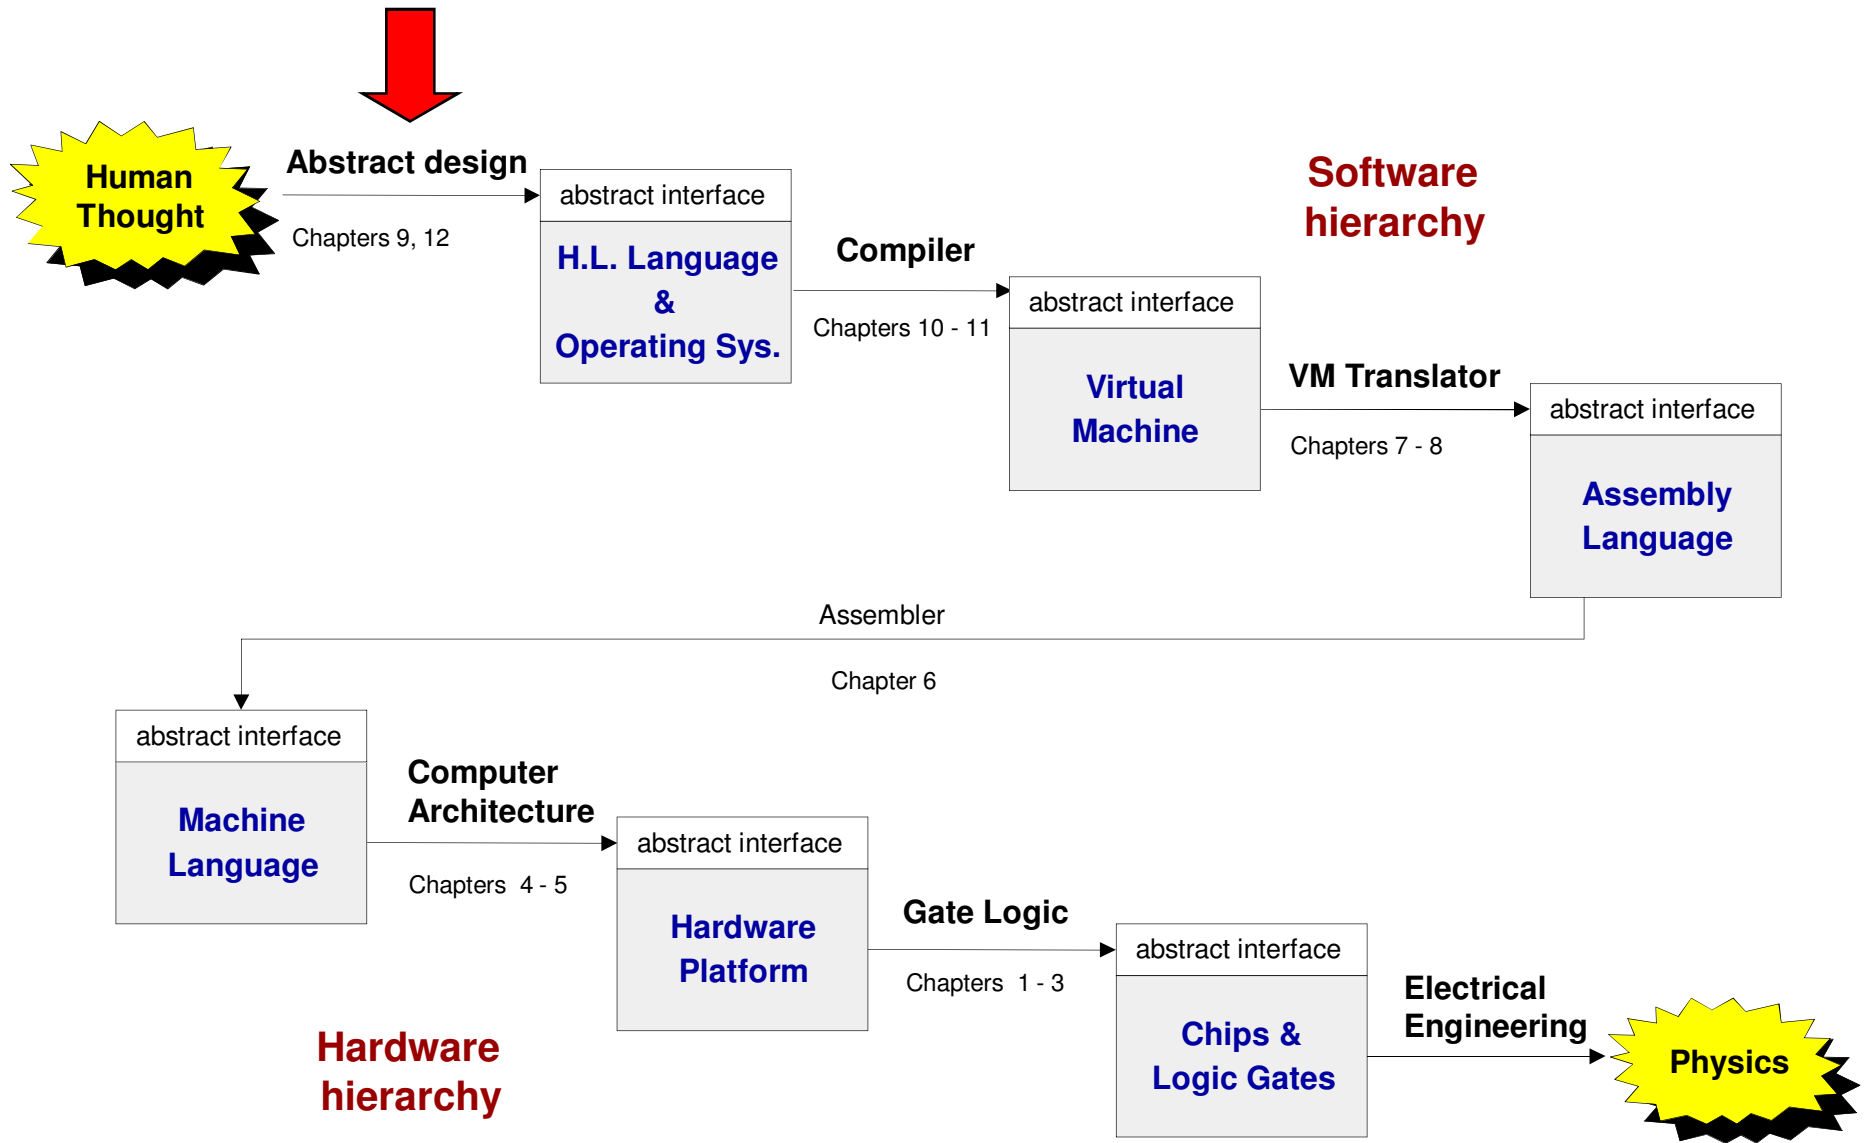 Human
Thought
Abstract design
Chapters 9, 12
abstract interface
H.L. Language
&
Operating Sys.
Compiler
Chapters 10 - 11
abstract interface
Virtual
Machine
Software
hierarchy
VM Translator
Chapters 7 - 8
abstract interface
Assembly
Language
Assembler
Chapter 6
abstract interface
Machine
Language
Computer
Architecture
Chapters 4 - 5
abstract interface
Hardware
Platform
Gate Logic
Chapters 1 - 3
abstract interface
Chips &
Logic Gates
Electrical
Engineering
Physics
Hardware
hierarchy